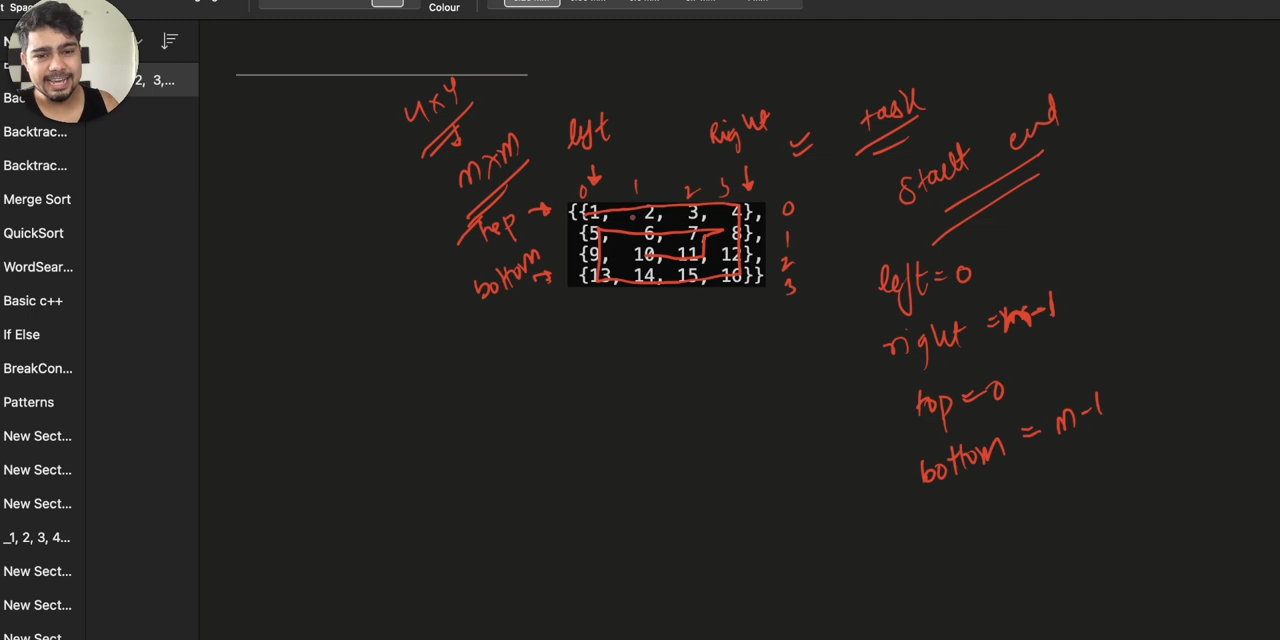 Colour
2, 3,...
Backtrac...
Backtrac...
Merge Sort
QuickSort
WordSear...
Basic c++
If Else
BreakCon...
Patterns
New Sect...
New Sect...
New Sect...
_1, 2, 3, 4...
New Sect...
New Sect...
New Sect...
4x4
left
Right
task
start end
0 1 2 3
top
{{1, 2, 3, 4}, 0
{5, 6, 7, 8}, 1
bottom
{9, 10, 11, 12}, 2
{13, 14, 15, 16}} 3
left = 0
right = m-1
top = 0
bottom = m-1